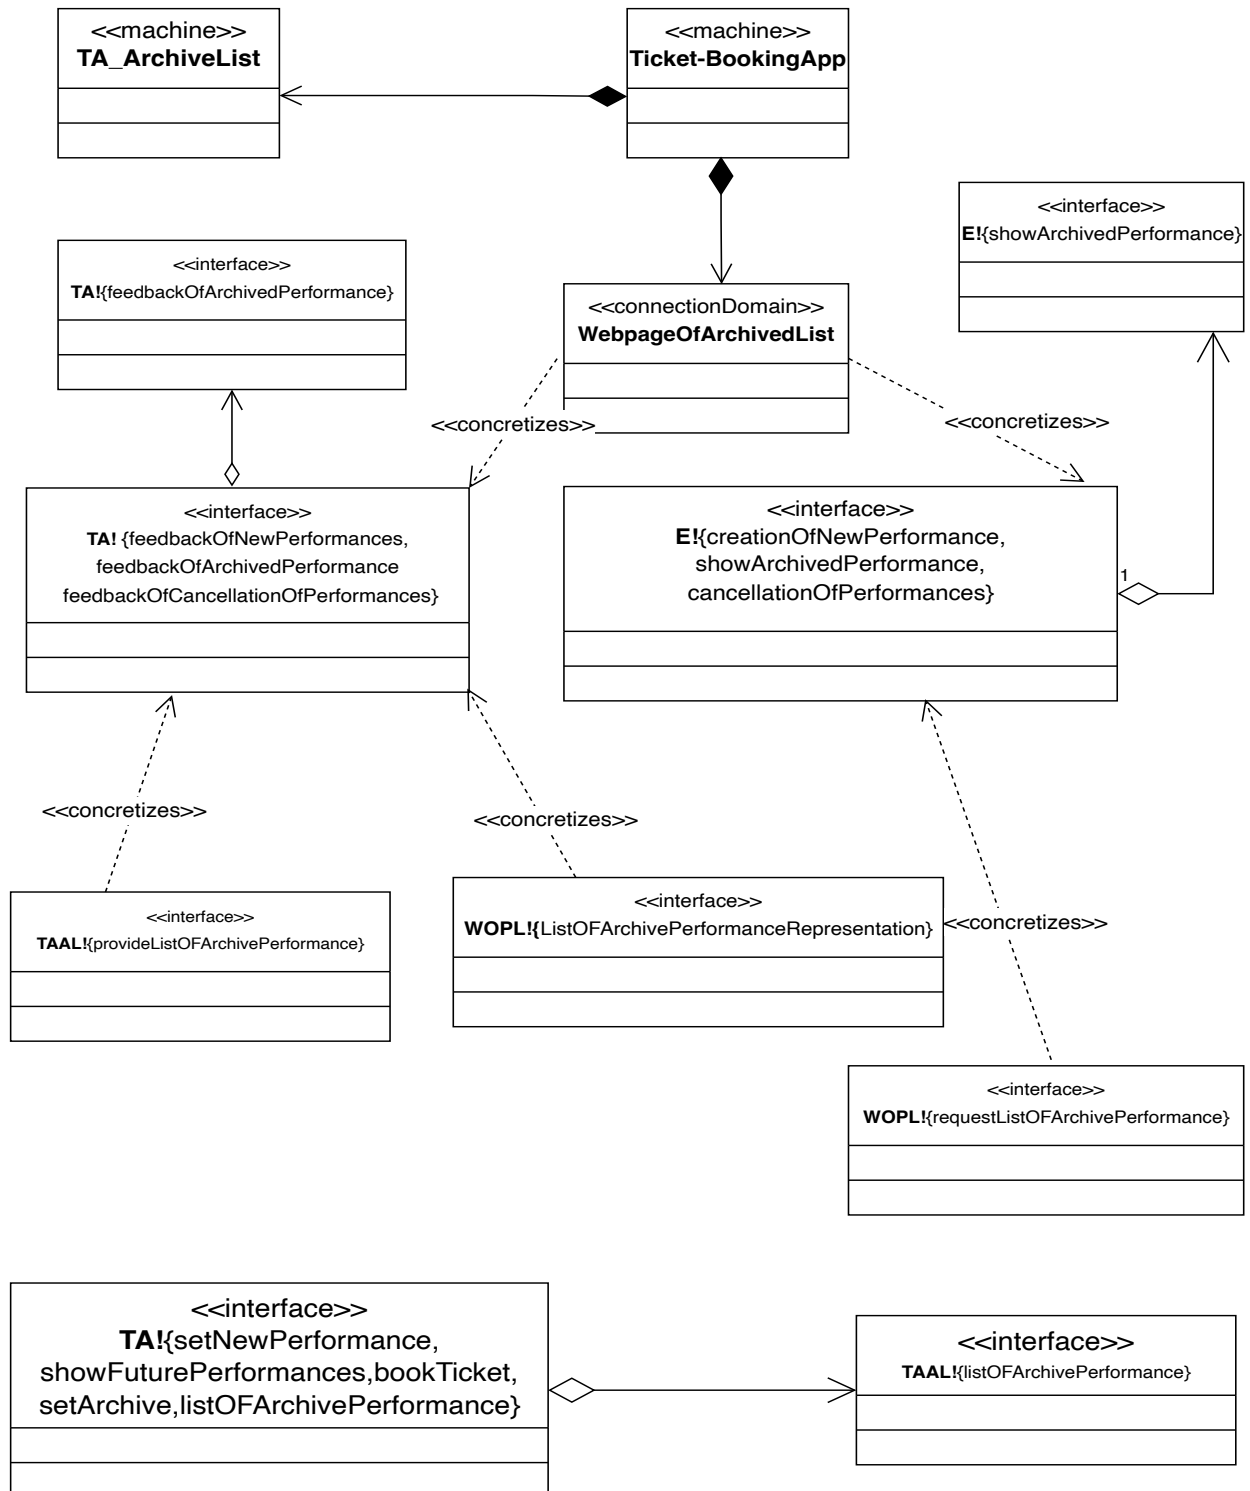 <<machine>>
TA_ArchiveList
<<machine>>
Ticket-BookingApp
<<interface>>
E!{showArchivedPerformance}
<<interface>>
TA!{feedbackOfArchivedPerformance}
<<connectionDomain>>
WebpageOfArchivedList
<<concretizes>>
<<concretizes>>
<<interface>>
TA! {feedbackOfNewPerformances,
feedbackOfArchivedPerformance
feedbackOfCancellationOfPerformances}
<<interface>>
E!{creationOfNewPerformance,
showArchivedPerformance,
cancellationOfPerformances}
1
<<concretizes>>
<<concretizes>>
<<interface>>
TAAL!{provideListOFArchivePerformance}
<<interface>>
WOPL!{ListOFArchivePerformanceRepresentation}
<<concretizes>>
<<interface>>
WOPL!{requestListOFArchivePerformance}
<<interface>>
TA!{setNewPerformance,
showFuturePerformances,bookTicket,
setArchive,listOFArchivePerformance}
<<interface>>
TAAL!{listOFArchivePerformance}